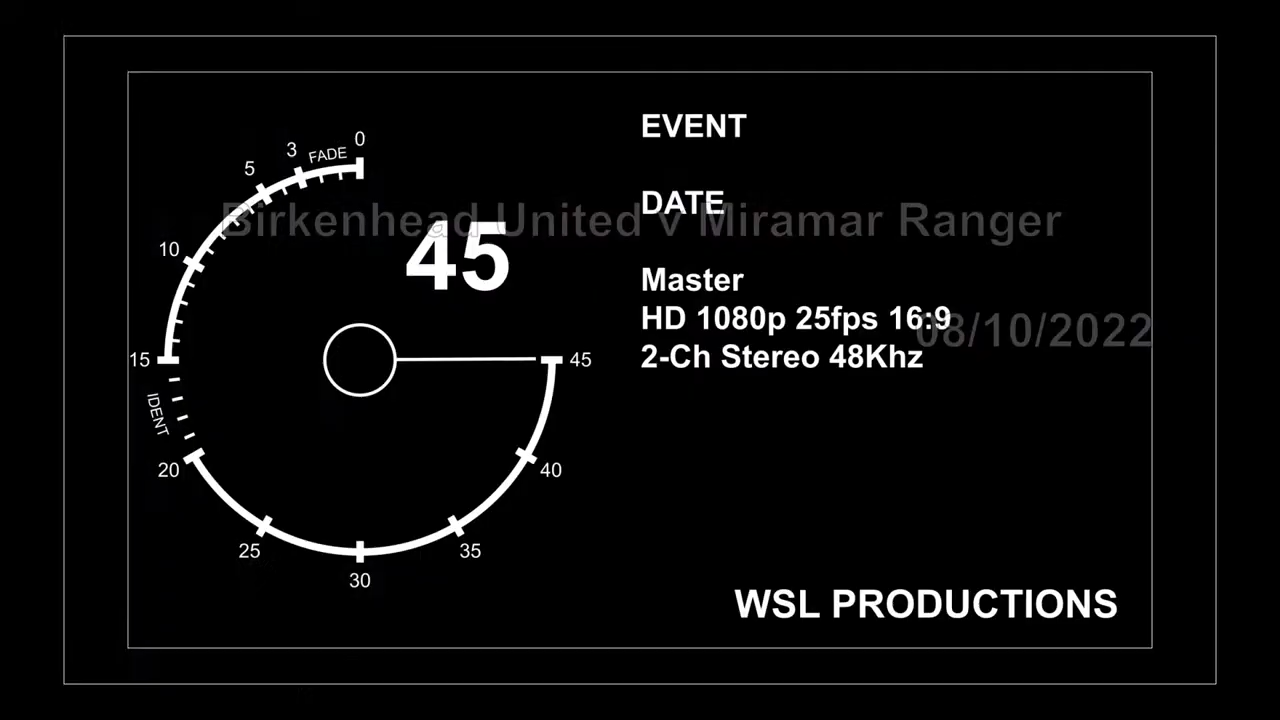 EVENT
DATE
Birkenhead United v Miramar Ranger
45
Master
HD 1080p 25fps 16:9
08/10/2022
2-Ch Stereo 48Khz
0
FADE
3
5
10
15
IDENT
20
25
30
35
40
45
WSL PRODUCTIONS